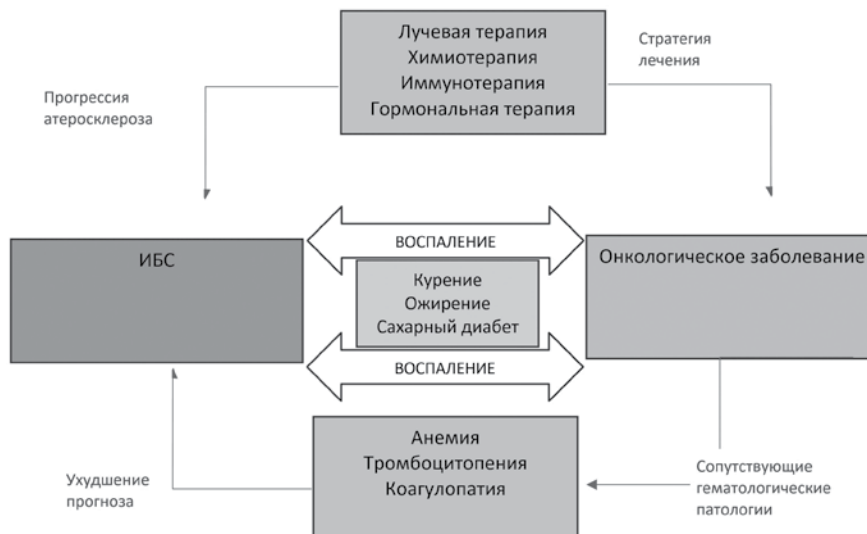 Лучевая терапия
Химиотерапия
Иммунотерапия
Гормональная терапия
Стратегия
лечения
Прогрессия
атеросклероза
ИБС
ВОСПАЛЕНИЕ
Курение
Ожирение
Сахарный диабет
ВОСПАЛЕНИЕ
Онкологическое заболевание
Анемия
Тромбоцитопения
Коагулопатия
Ухудшение
прогноза
Сопутствующие
гематологические
патологии